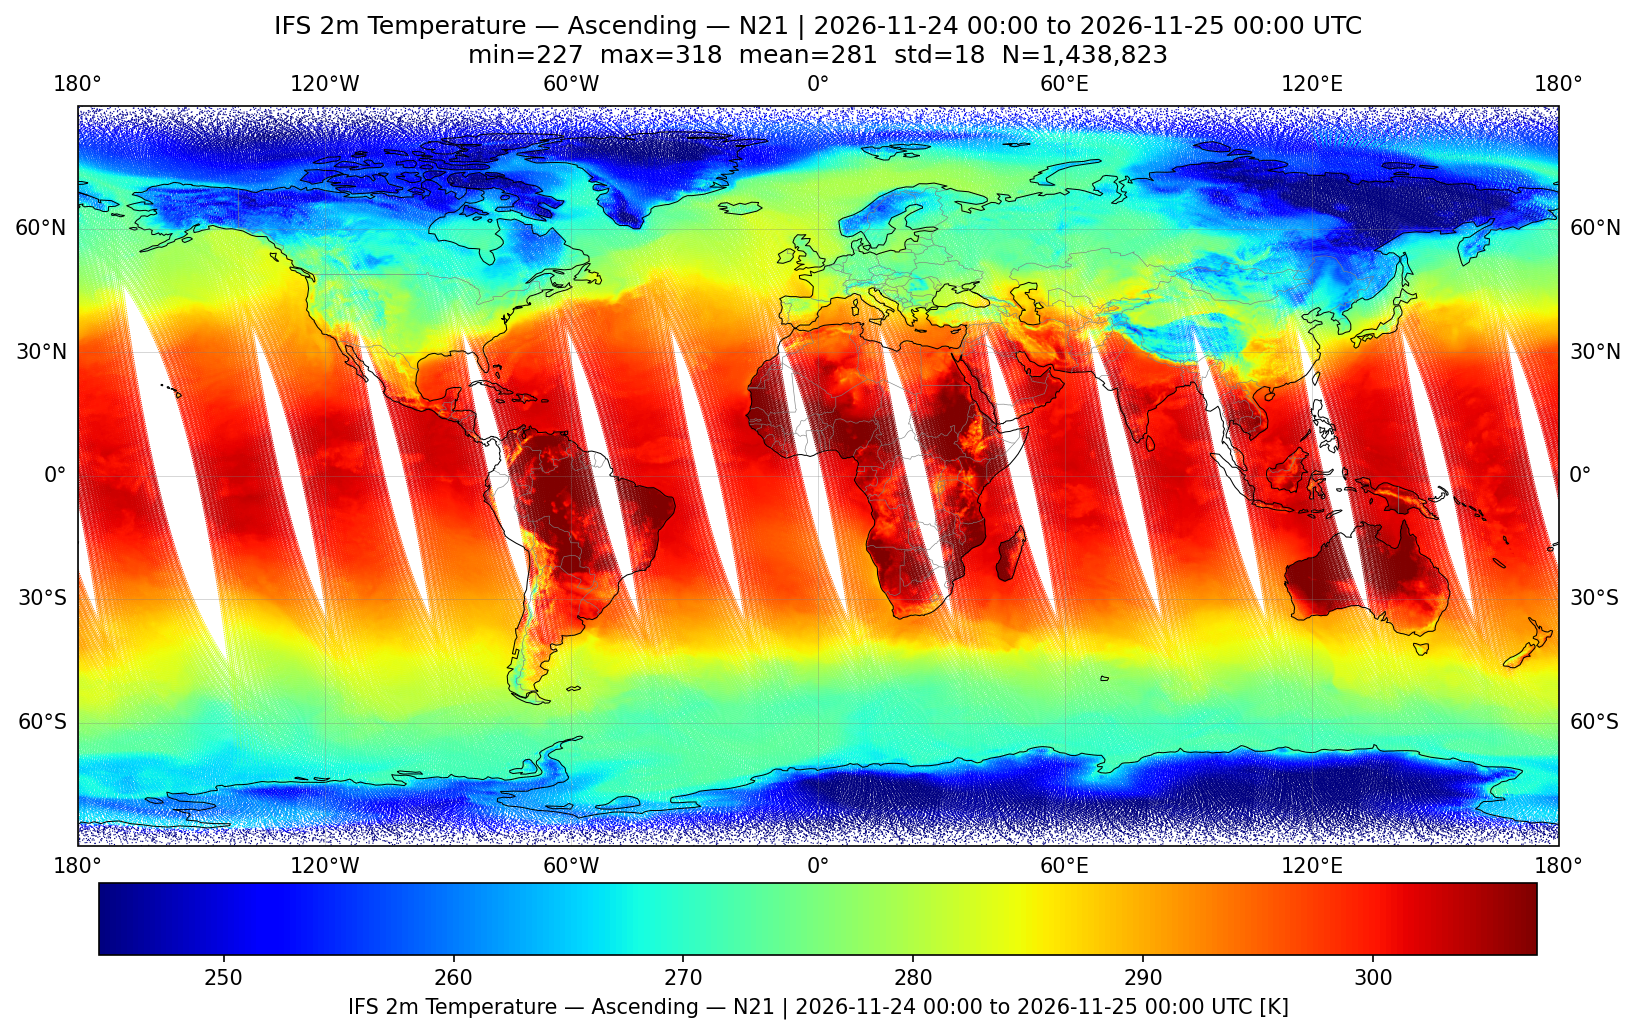 IFS 2m Temperature — Ascending — N21 | 2026-11-24 00:00 to 2026-11-25 00:00 UTC
min=227  max=318  mean=281  std=18  N=1,438,823
180° 120°W 60°W 0° 60°E 120°E 180°
60°N 60°N
30°N 30°N
0° 0°
30°S 30°S
60°S 60°S
180° 120°W 60°W 0° 60°E 120°E 180°
250 260 270 280 290 300
IFS 2m Temperature — Ascending — N21 | 2026-11-24 00:00 to 2026-11-25 00:00 UTC [K]